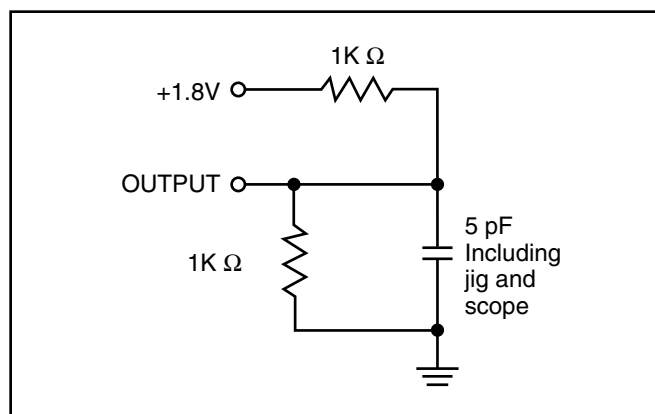 1K Ω
+1.8V
OUTPUT
1K Ω
5 pF
Including
jig and
scope